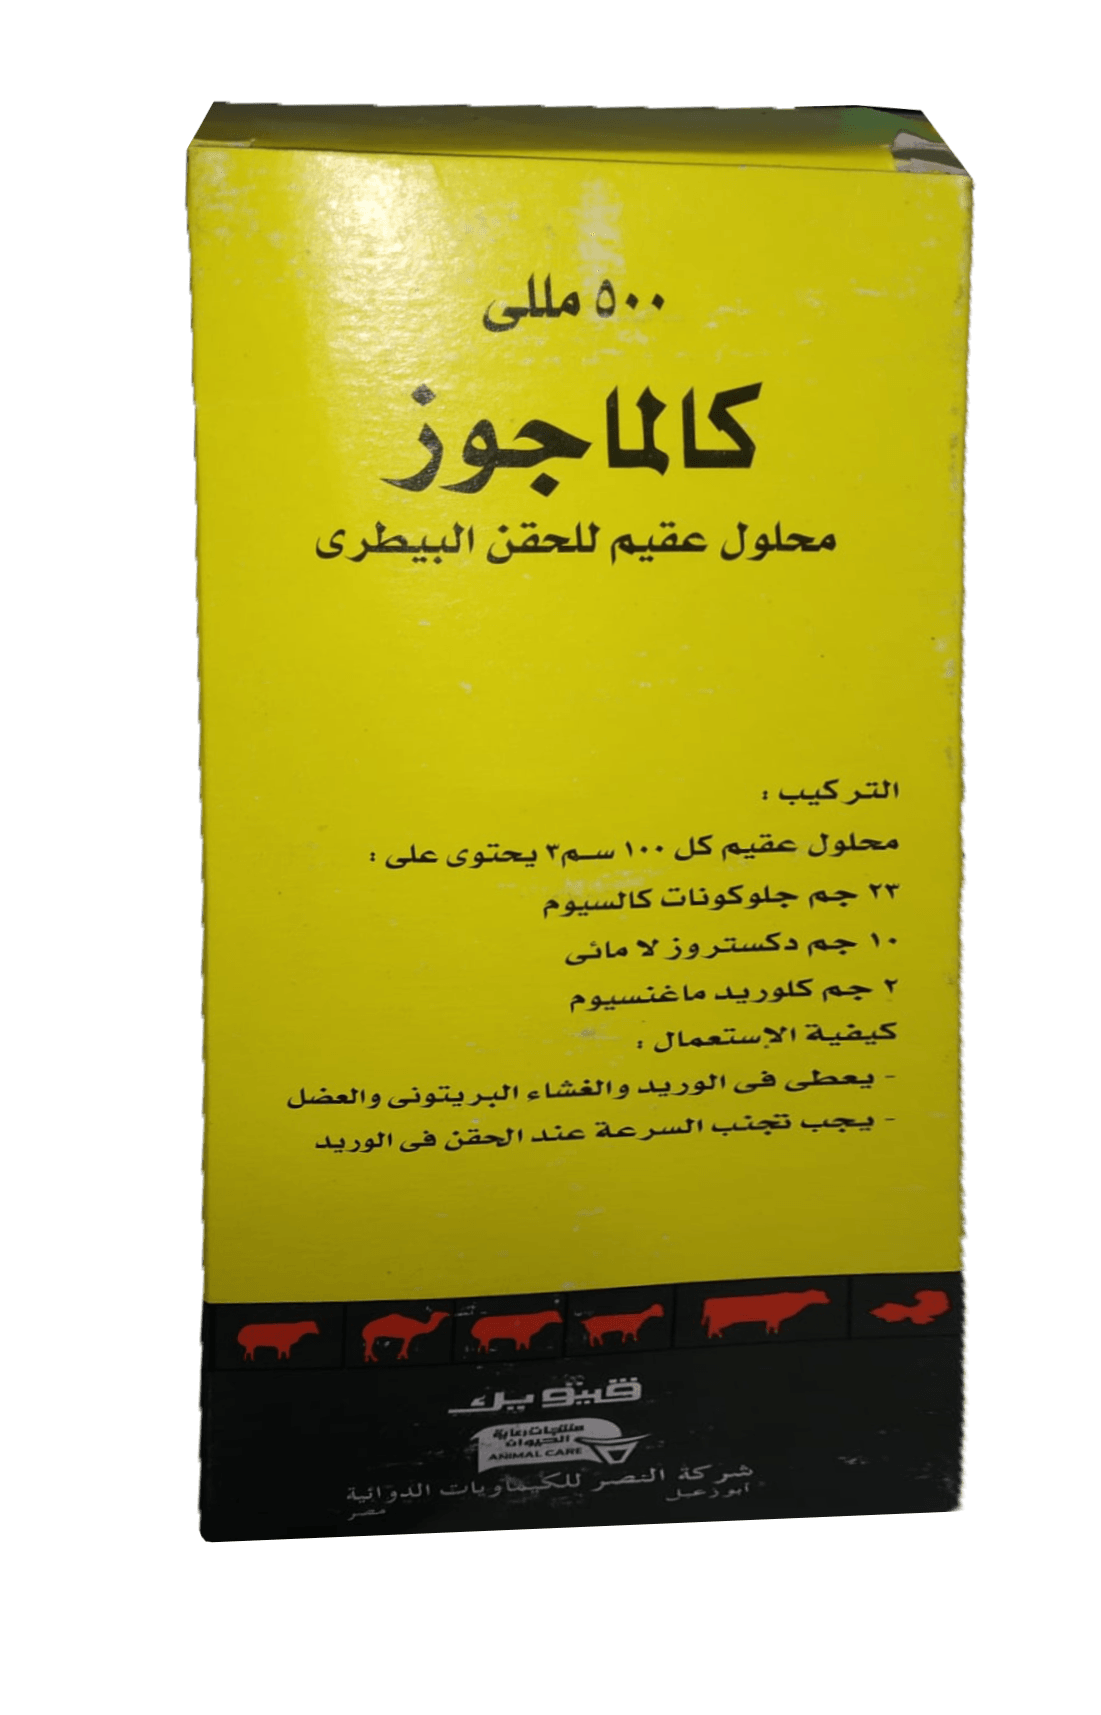 ٥٠٠ مللى
كالماجوز
محلول عقيم للحقن البيطرى
التركيب :
محلول عقيم كل ١٠٠ سم٣ يحتوى على :
٢٣ جم جلوكونات كالسيوم
١٠ جم دكستروز لا مائى
٢ جم كلوريد ماغنسيوم
كيفية الإستعمال :
- يعطى فى الوريد والغشاء البريتونى والعضل
- يجب تجنب السرعة عند الحقن فى الوريد
ڤيتويك
منتجات رعاية
الحيوان
ANIMAL CARE
شركة النصر للكيماويات الدوائية
أبو زعبل مصر